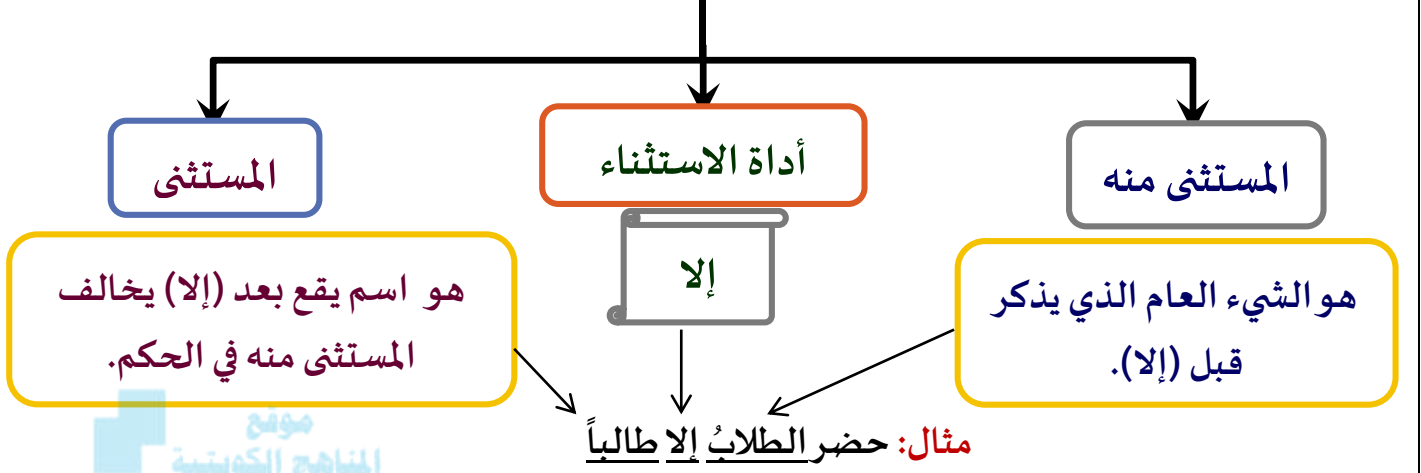 المستثنى منه
أداة الاستثناء
المستثنى
هو الشيء العام الذي يذكر
قبل (إلا).
إلا
هو اسم يقع بعد (إلا) يخالف
المستثنى منه في الحكم.
مثال: حضر الطلابُ إلا طالباً
موقع
المناهج الكويتية